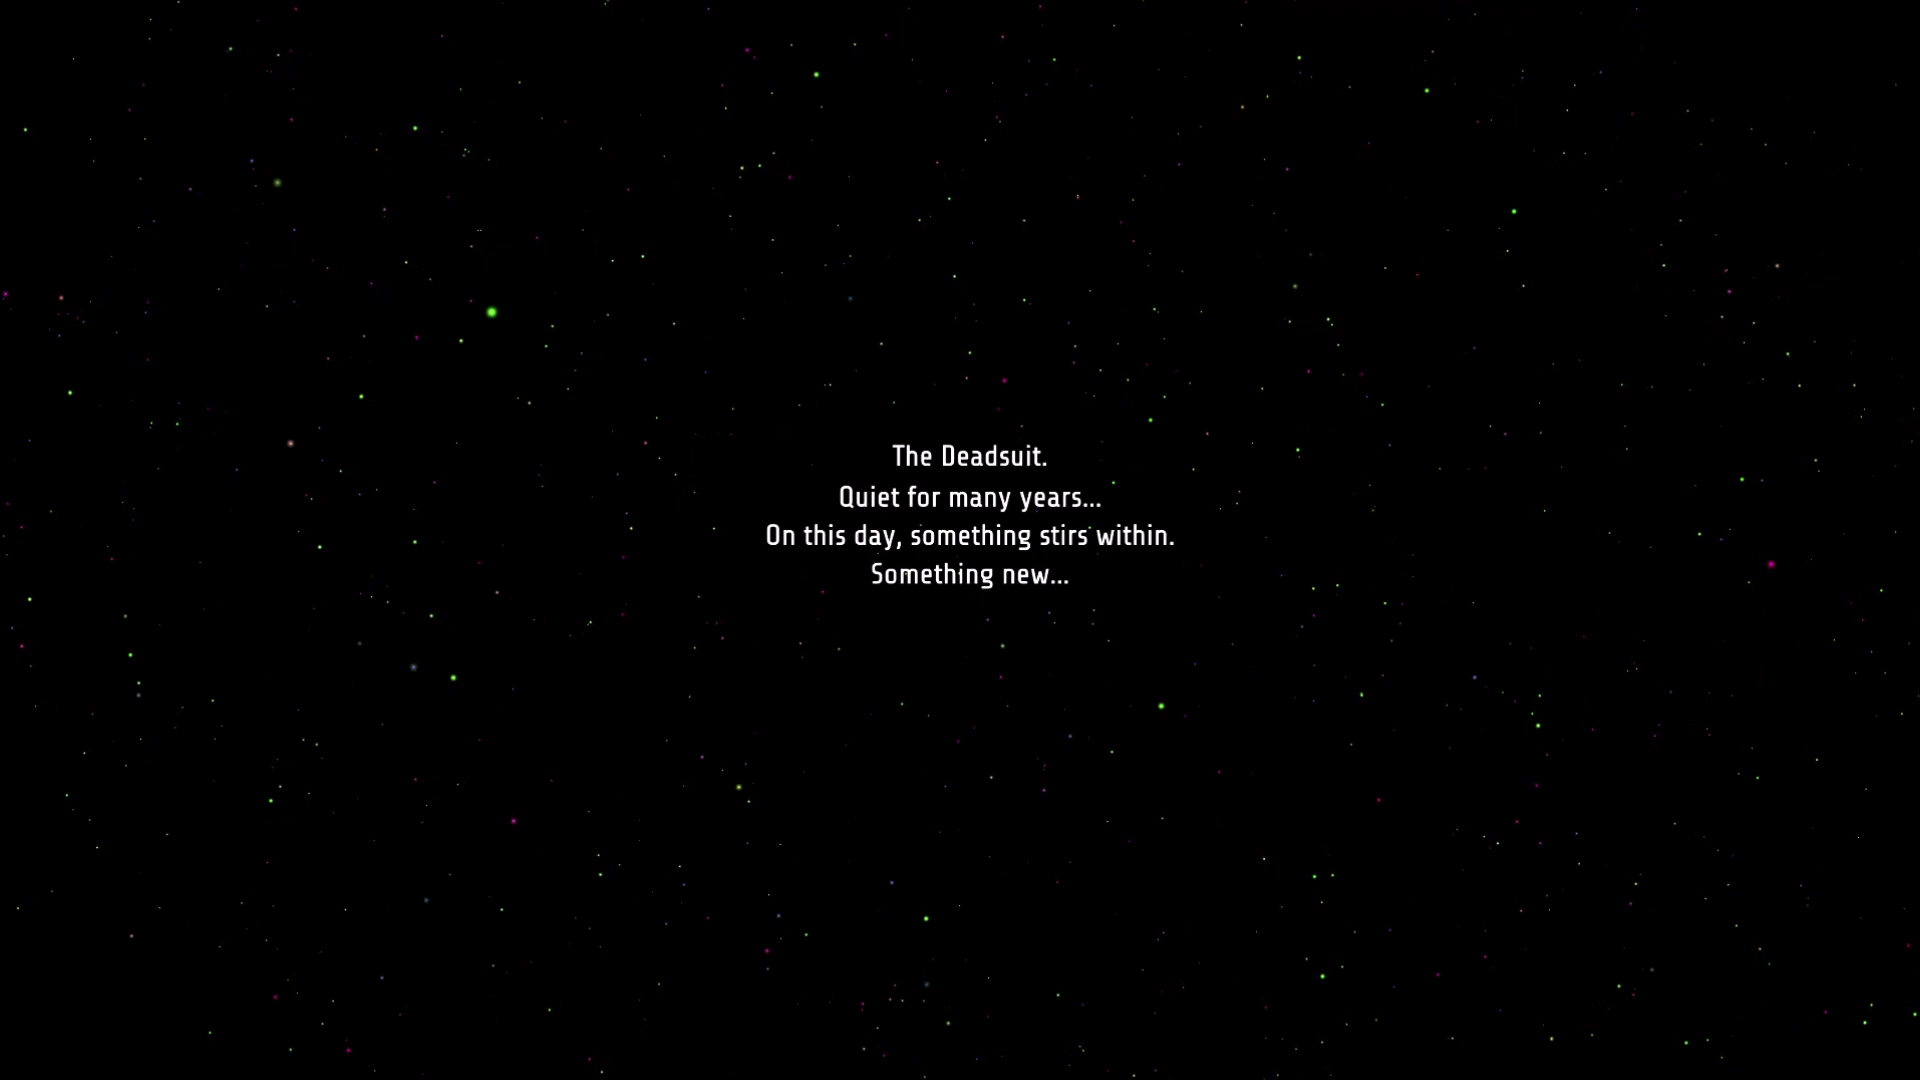 The Deadsuit.
Quiet for many years...
On this day, something stirs within.
Something new...